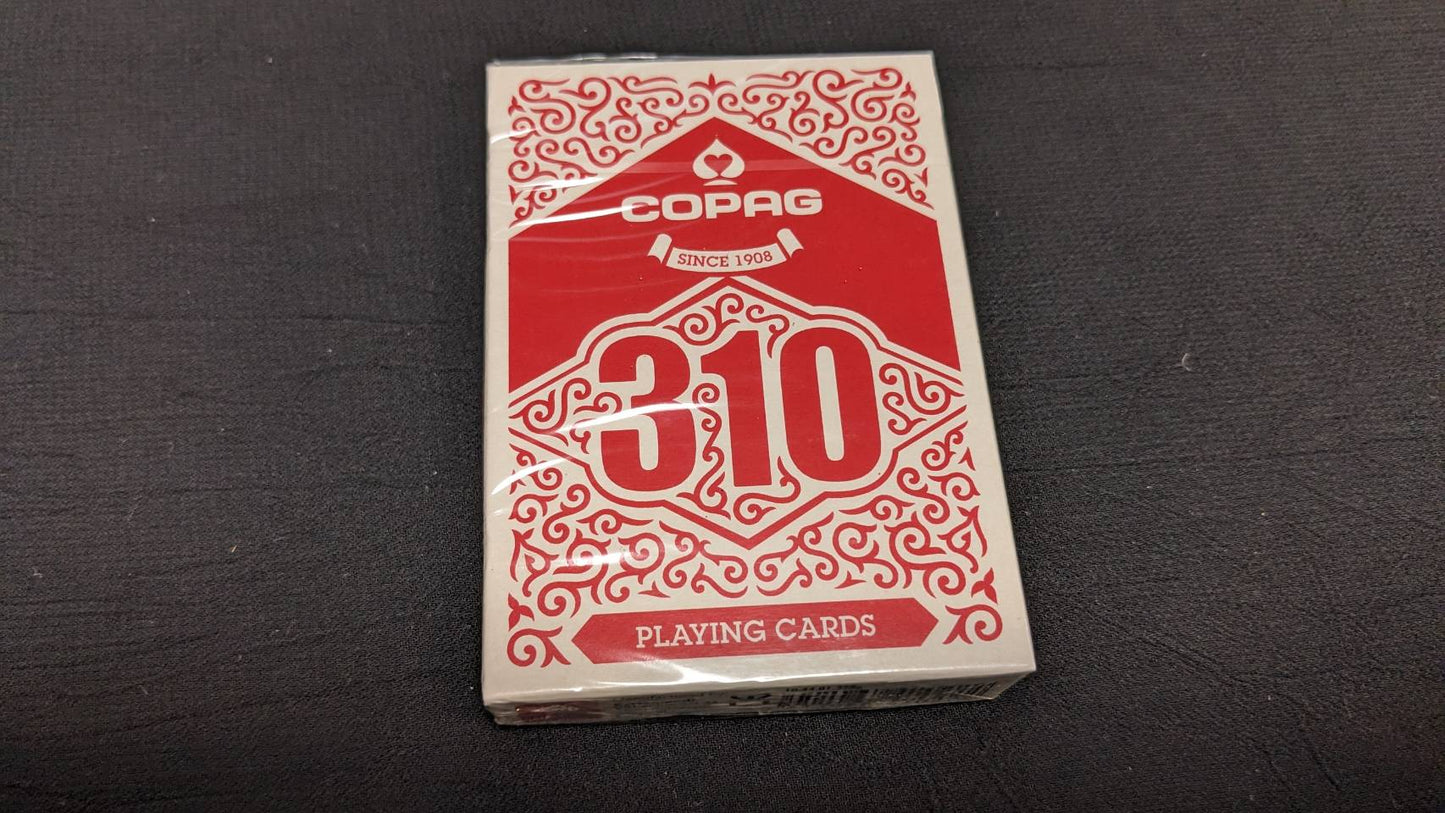 COPAG
SINCE 1908
310
PLAYING CARDS